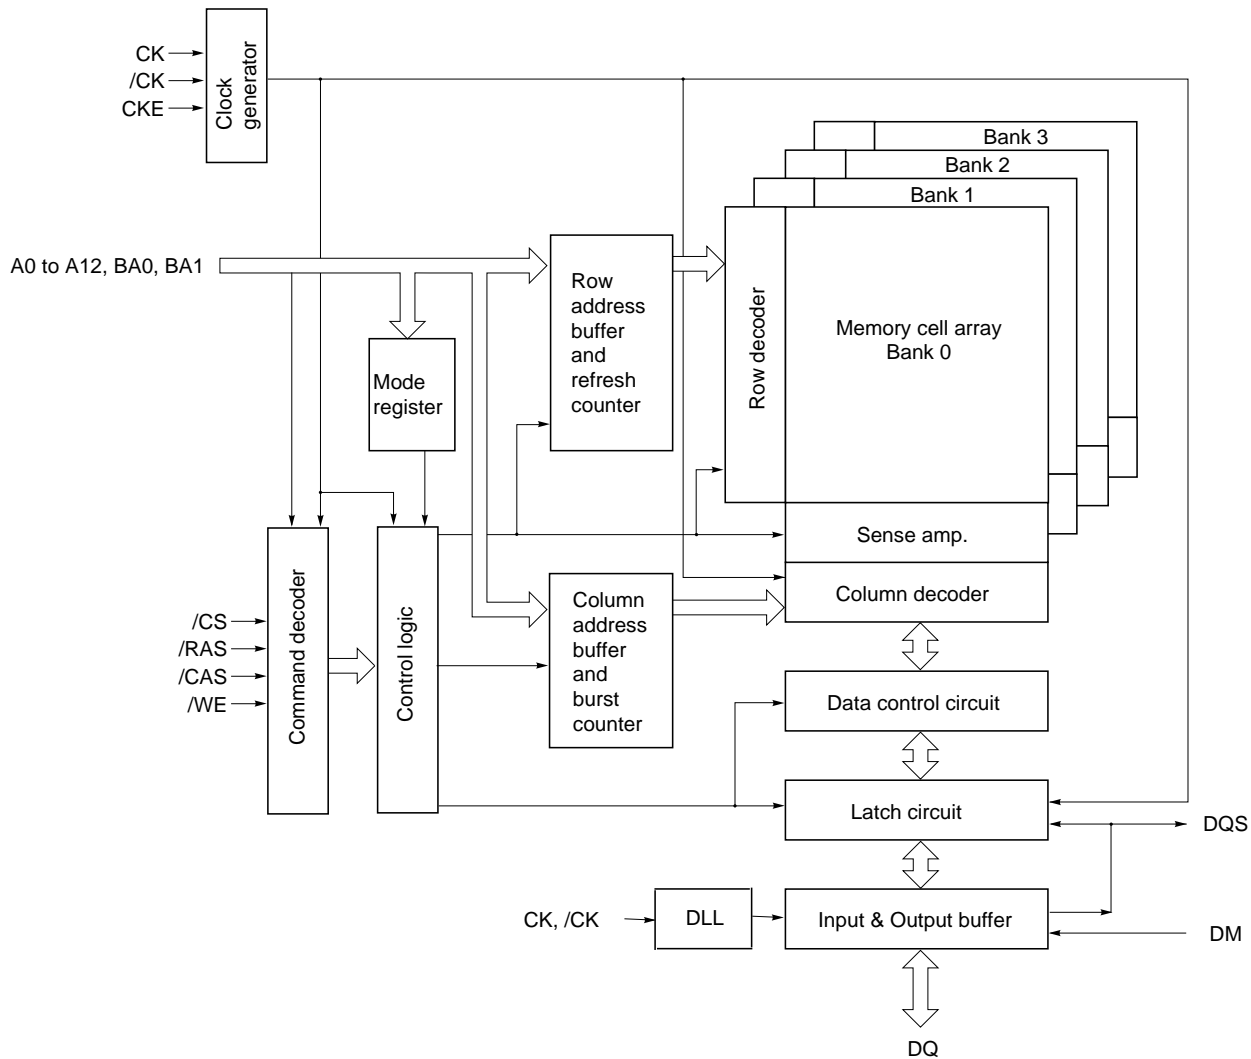 CK
/CK
CKE
Clock
generator
Bank 3
Bank 2
Bank 1
A0 to A12, BA0, BA1
Row
address
buffer
and
refresh
counter
Row decoder
Memory cell array
Bank 0
Mode
register
Sense amp.
Column decoder
/CS
/RAS
/CAS
/WE
Command decoder
Control logic
Column
address
buffer
and
burst
counter
Data control circuit
Latch circuit
DQS
CK, /CK
DLL
Input & Output buffer
DM
DQ